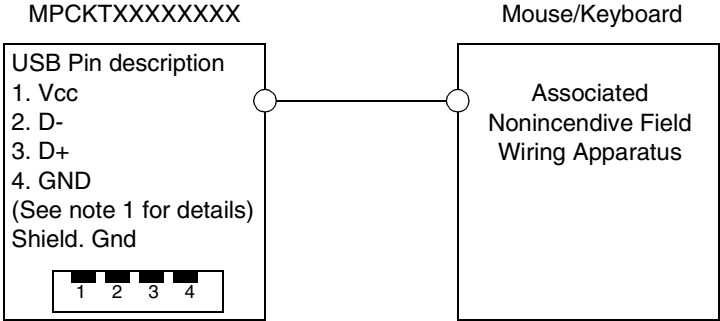 MPCKTXXXXXXXX
Mouse/Keyboard
USB Pin description
1. Vcc
2. D-
3. D+
4. GND
(See note 1 for details)
Shield. Gnd
1 2 3 4
Associated
Nonincendive Field
Wiring Apparatus